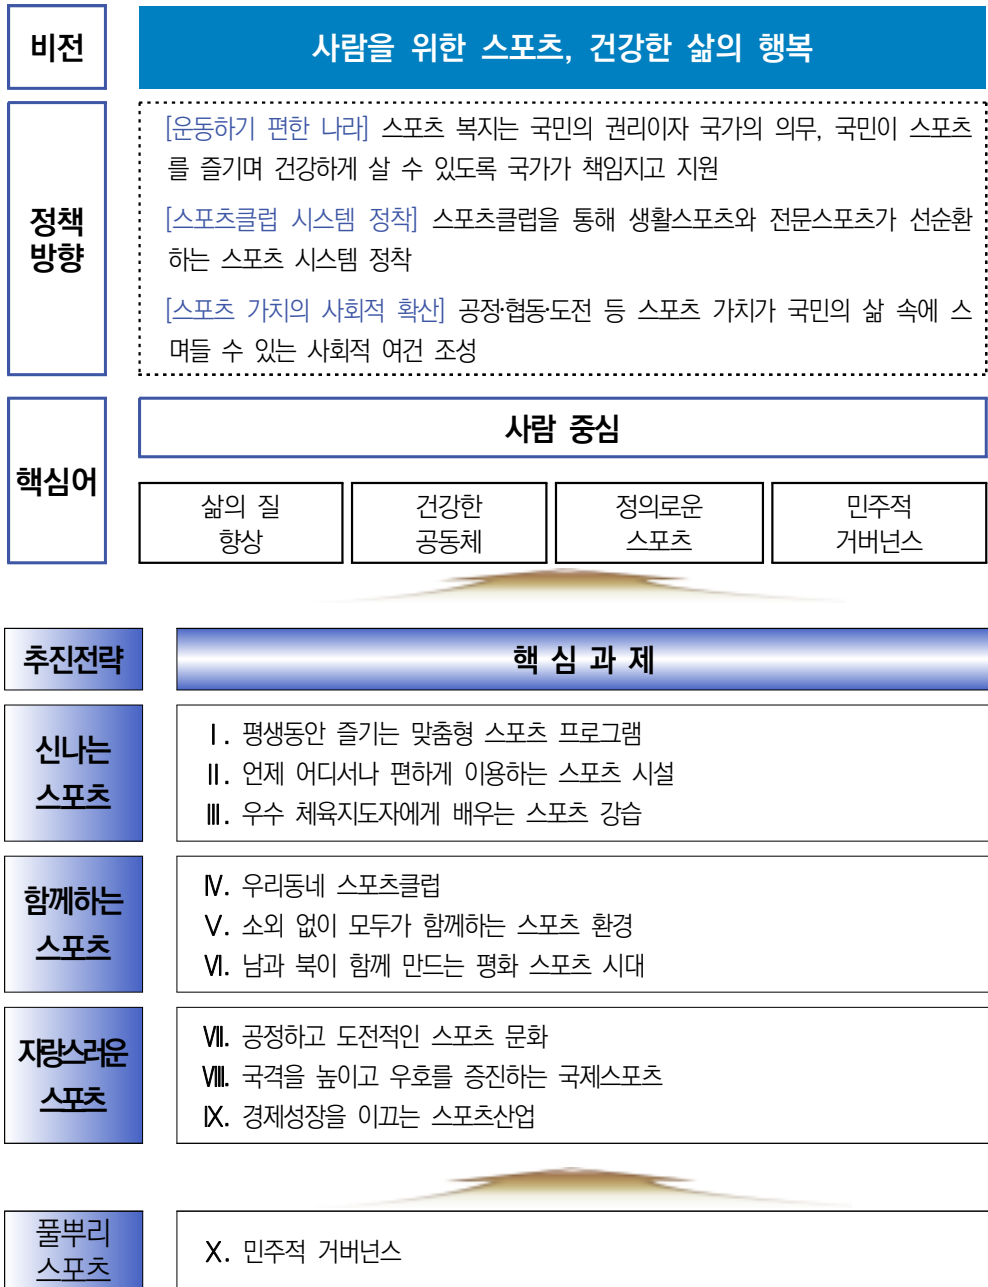 비전
사람을 위한 스포츠, 건강한 삶의 행복
정책
방향
[운동하기 편한 나라] 스포츠 복지는 국민의 권리이자 국가의 의무, 국민이 스포츠
를 즐기며 건강하게 살 수 있도록 국가가 책임지고 지원
[스포츠클럽 시스템 정착] 스포츠클럽을 통해 생활스포츠와 전문스포츠가 선순환
하는 스포츠 시스템 정착
[스포츠 가치의 사회적 확산] 공정·협동·도전 등 스포츠 가치가 국민의 삶 속에 스
며들 수 있는 사회적 여건 조성
핵심어
사람 중심
삶의 질
향상
건강한
공동체
정의로운
스포츠
민주적
거버넌스
추진전략
핵 심 과 제
신나는
스포츠
Ⅰ. 평생동안 즐기는 맞춤형 스포츠 프로그램
Ⅱ. 언제 어디서나 편하게 이용하는 스포츠 시설
Ⅲ. 우수 체육지도자에게 배우는 스포츠 강습
함께하는
스포츠
Ⅳ. 우리동네 스포츠클럽
Ⅴ. 소외 없이 모두가 함께하는 스포츠 환경
Ⅵ. 남과 북이 함께 만드는 평화 스포츠 시대
자랑스러운
스포츠
Ⅶ. 공정하고 도전적인 스포츠 문화
Ⅷ. 국격을 높이고 우호를 증진하는 국제스포츠
Ⅸ. 경제성장을 이끄는 스포츠산업
풀뿌리
스포츠
Ⅹ. 민주적 거버넌스